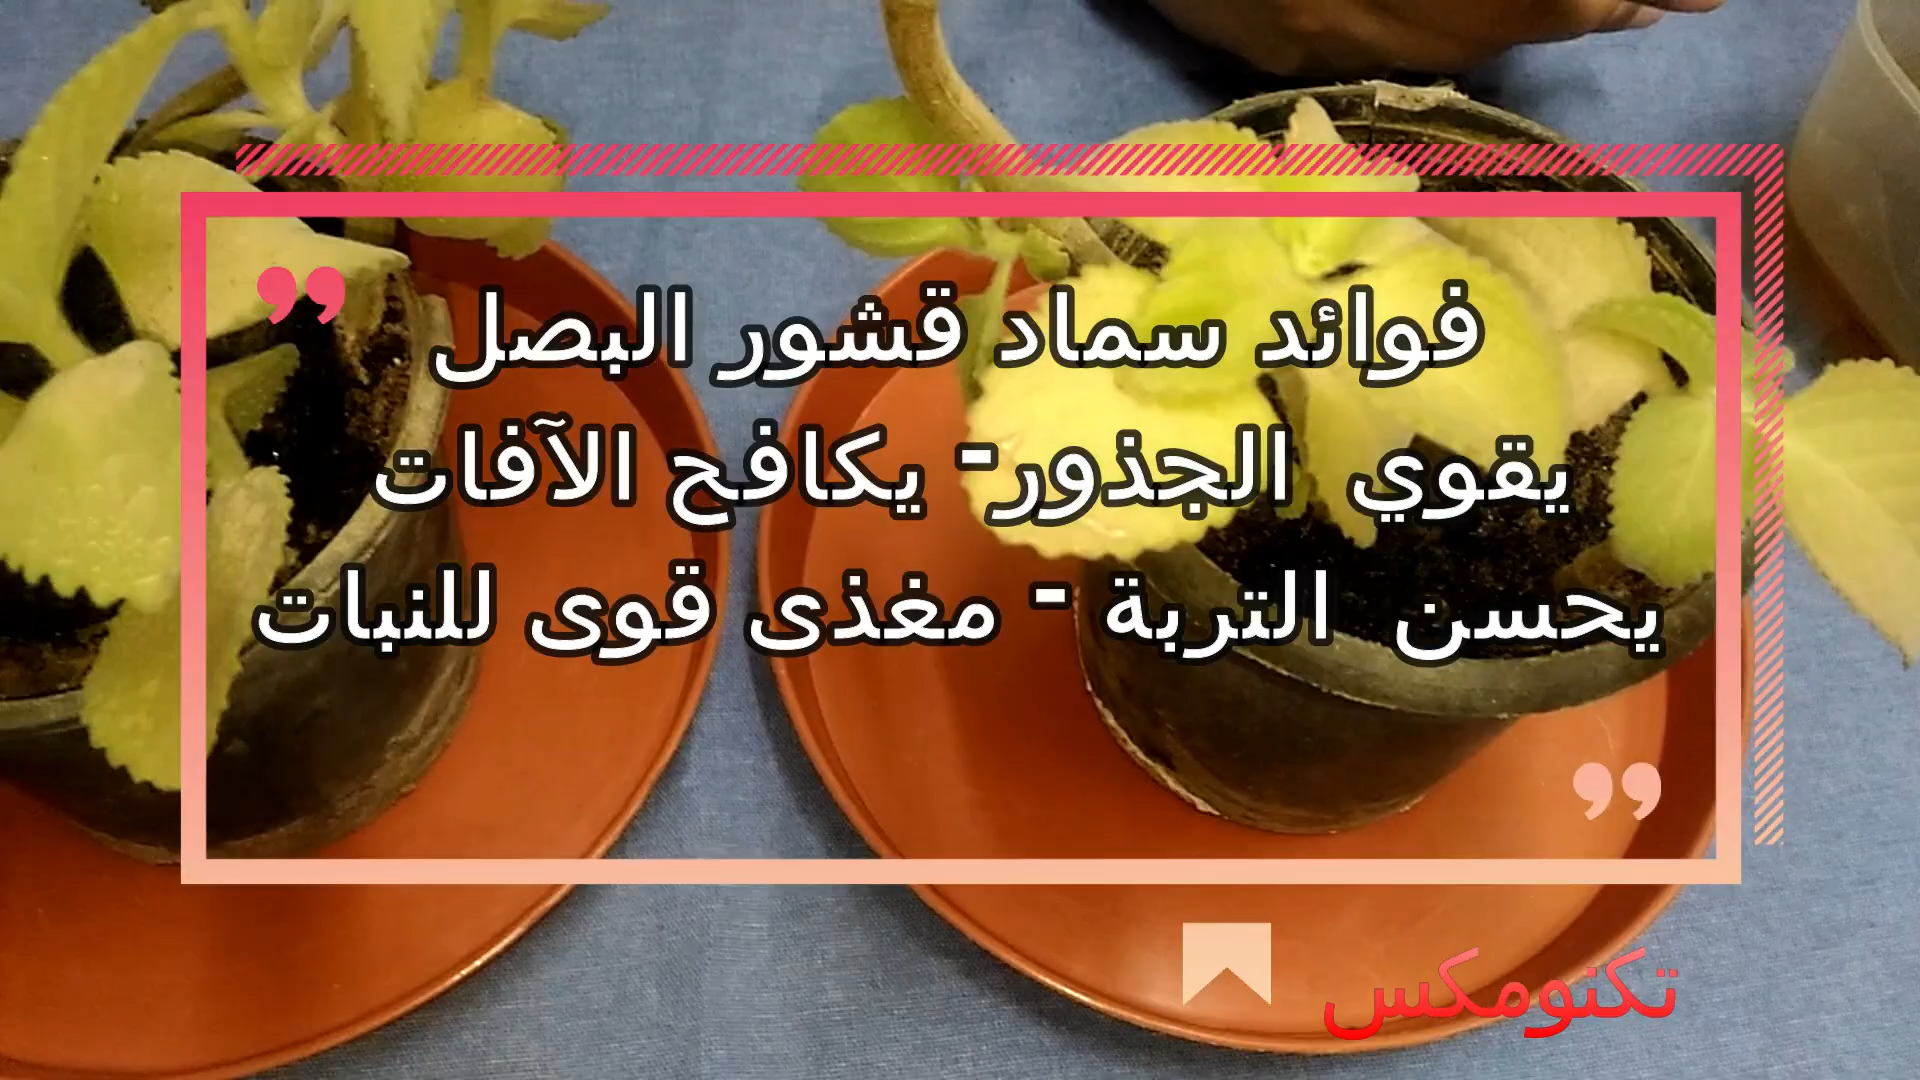 فوائد سماد قشور البصل
يقوي الجذور- يكافح الآفات
يحسن التربة - مغذى قوى للنبات
تكنومكس